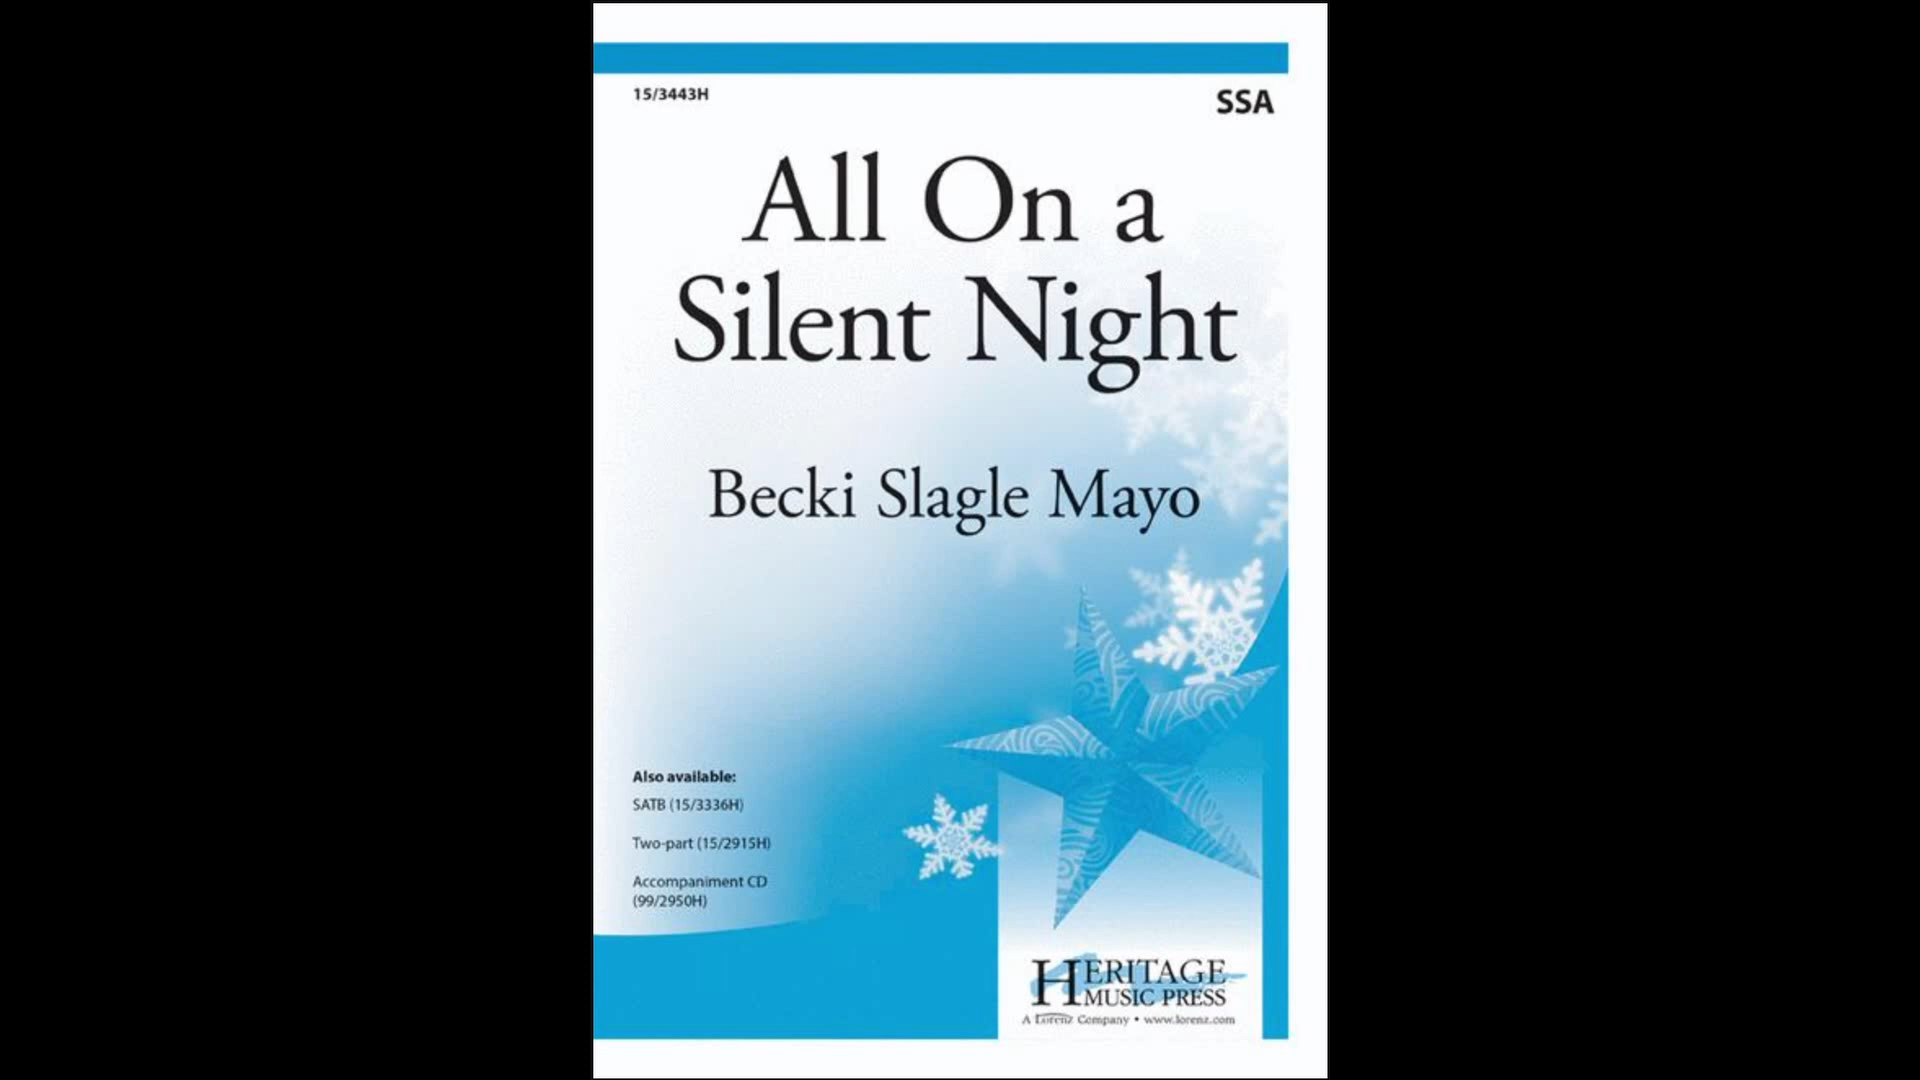 15/3443H
SSA
All On a
Silent Night
Becki Slagle Mayo
Also available:
SATB (15/3336H)
Two-part (15/2915H)
Accompaniment CD
(99/2950H)
HERITAGE
MUSIC PRESS
A Lorenz Company • www.lorenz.com